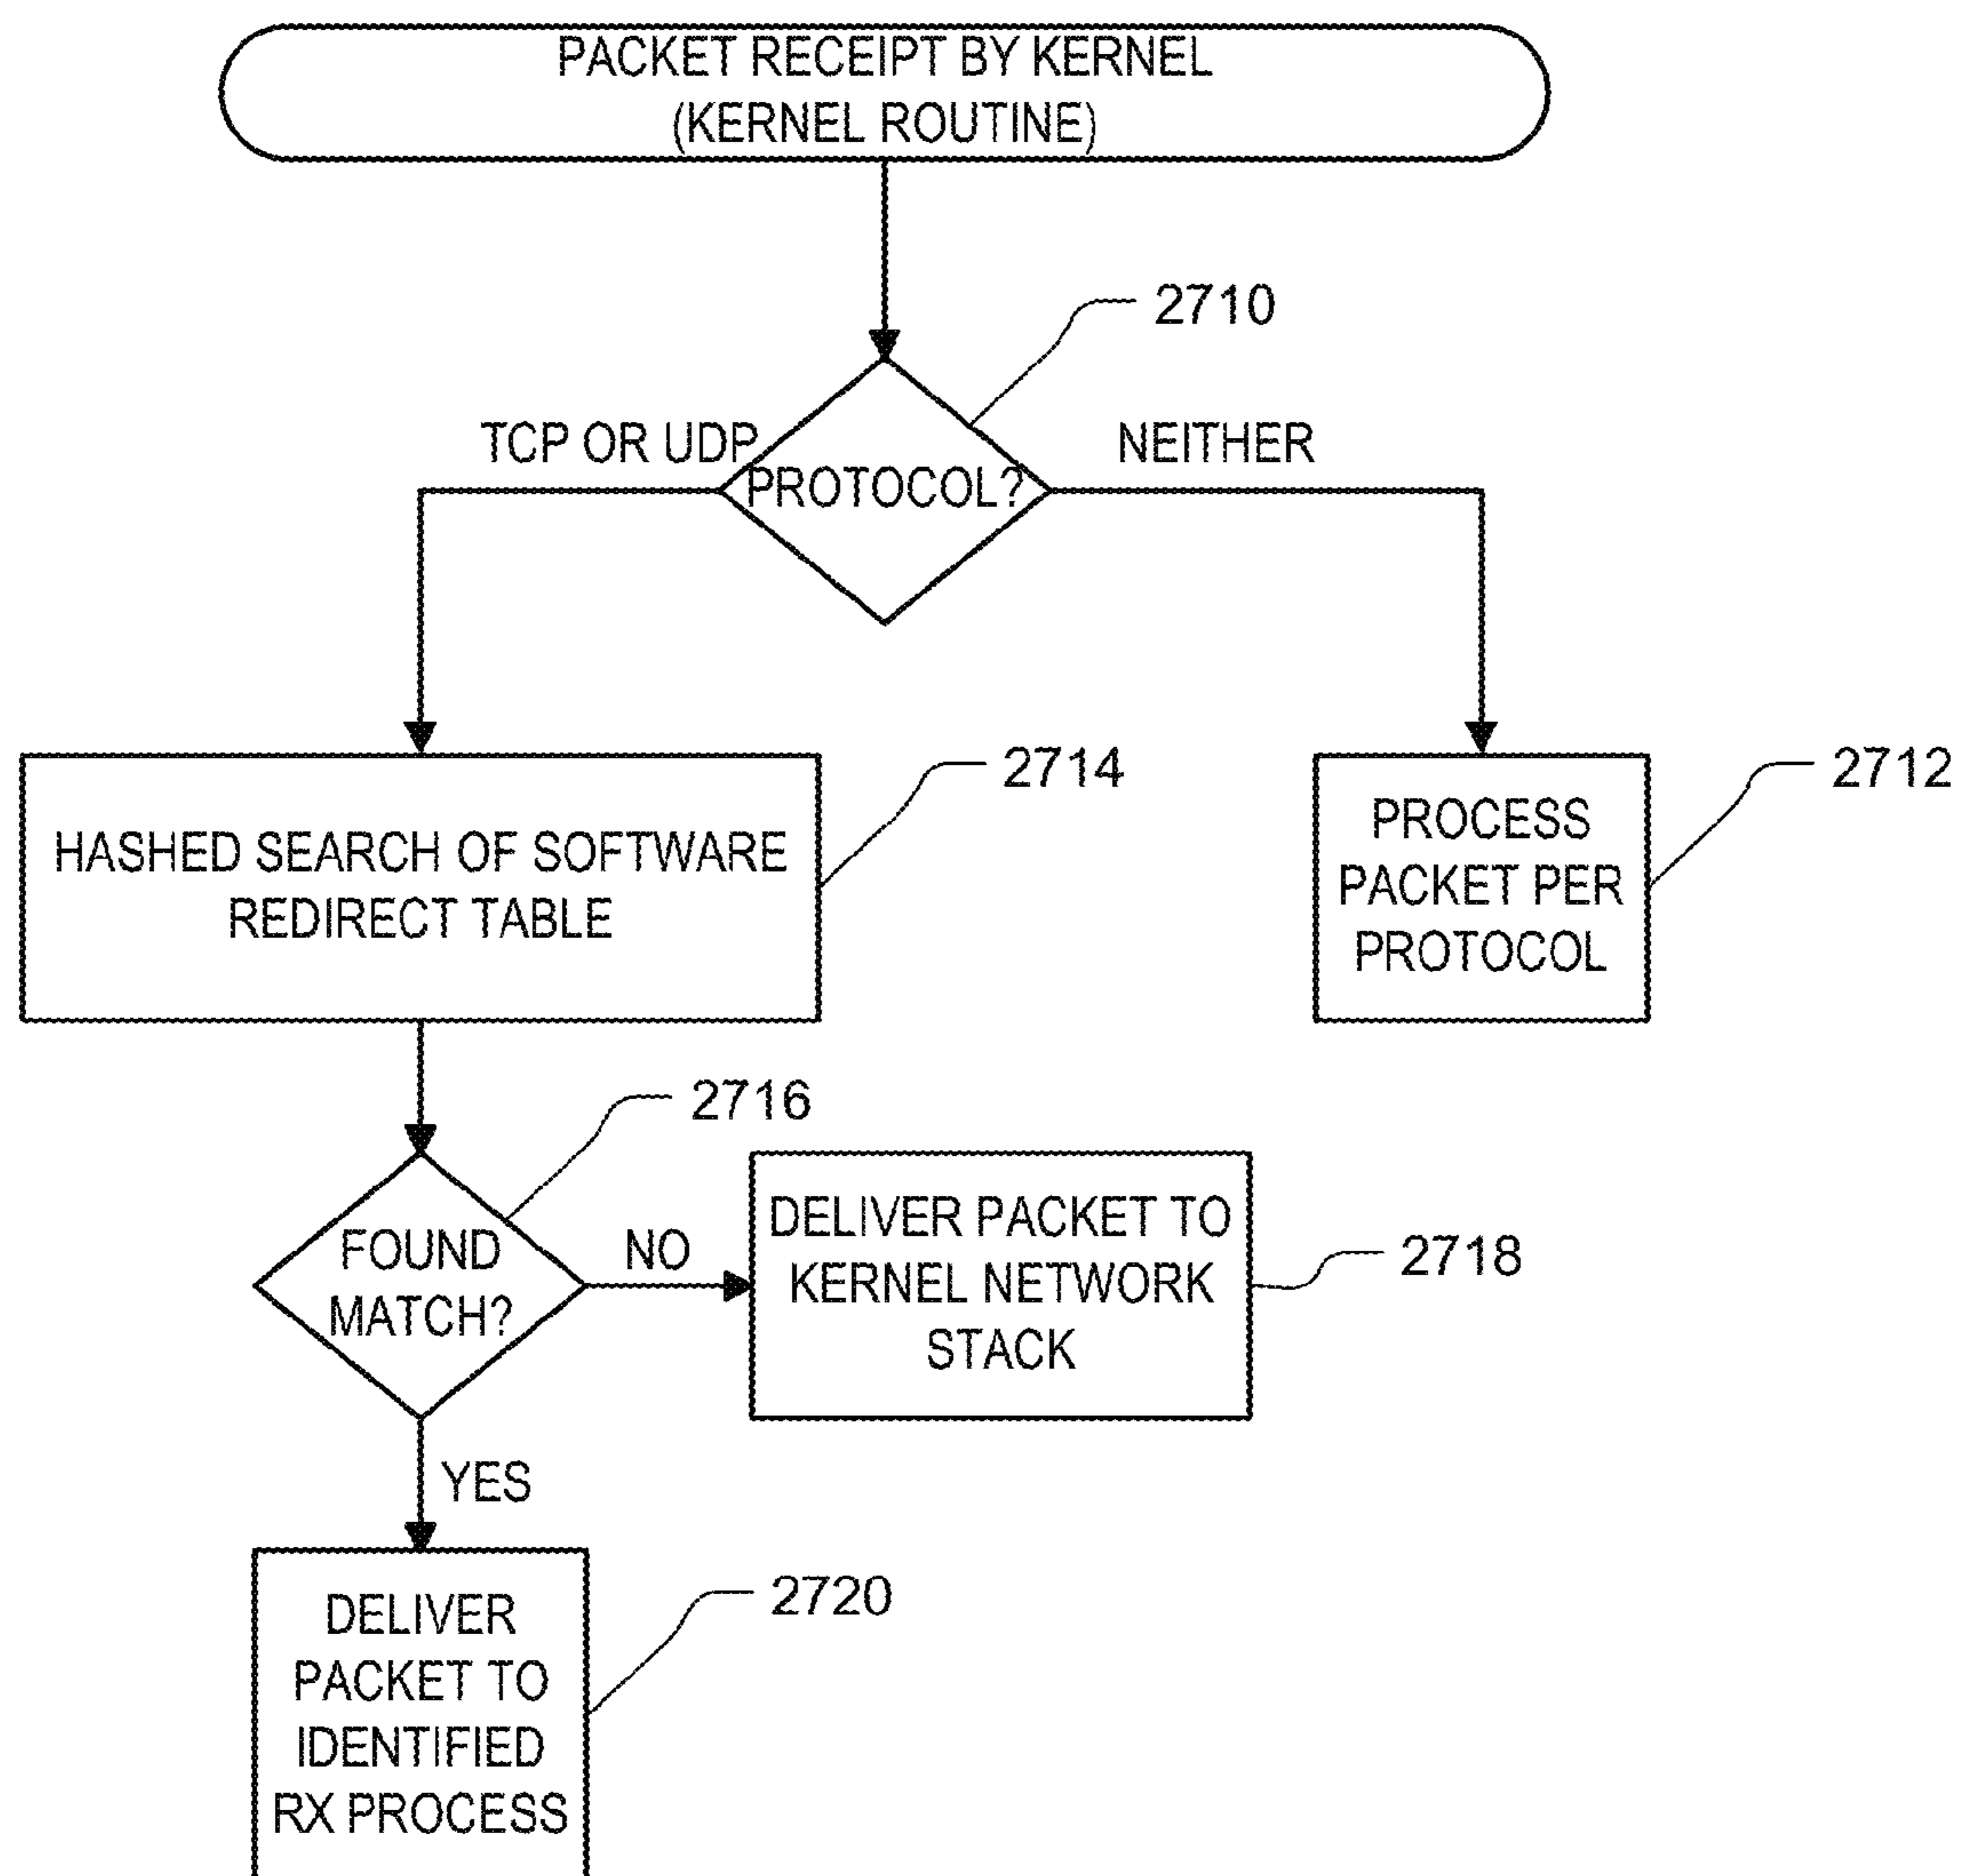 PACKET RECEIPT BY KERNEL
(KERNEL ROUTINE)
2710
TCP OR UDP
PROTOCOL?
NEITHER
HASHED SEARCH OF SOFTWARE
REDIRECT TABLE
2714
PROCESS
PACKET PER
PROTOCOL
2712
FOUND
MATCH?
2716
NO
DELIVER PACKET TO
KERNEL NETWORK
STACK
2718
YES
DELIVER
PACKET TO
IDENTIFIED
RX PROCESS
2720